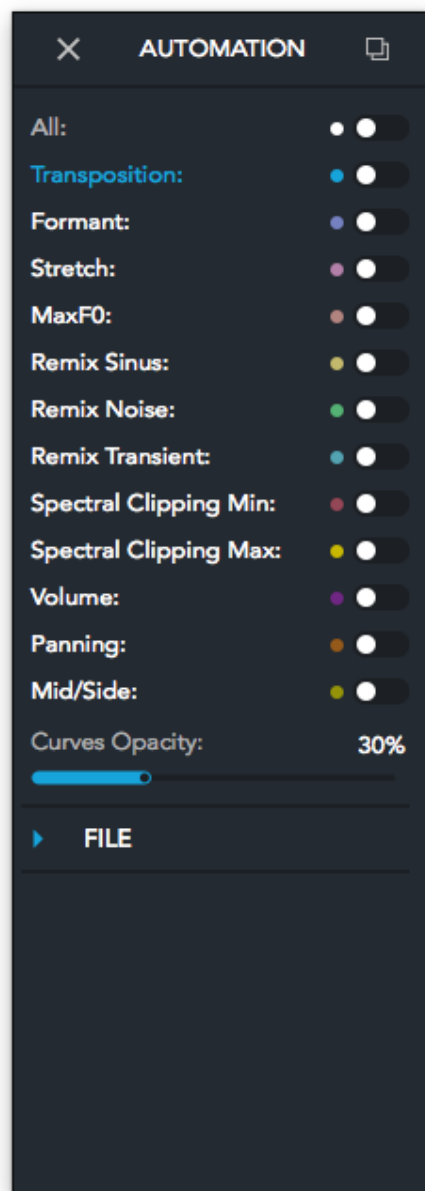 AUTOMATION
All:
Transposition:
Formant:
Stretch:
MaxF0:
Remix Sinus:
Remix Noise:
Remix Transient:
Spectral Clipping Min:
Spectral Clipping Max:
Volume:
Panning:
Mid/Side:
Curves Opacity: 30%
FILE